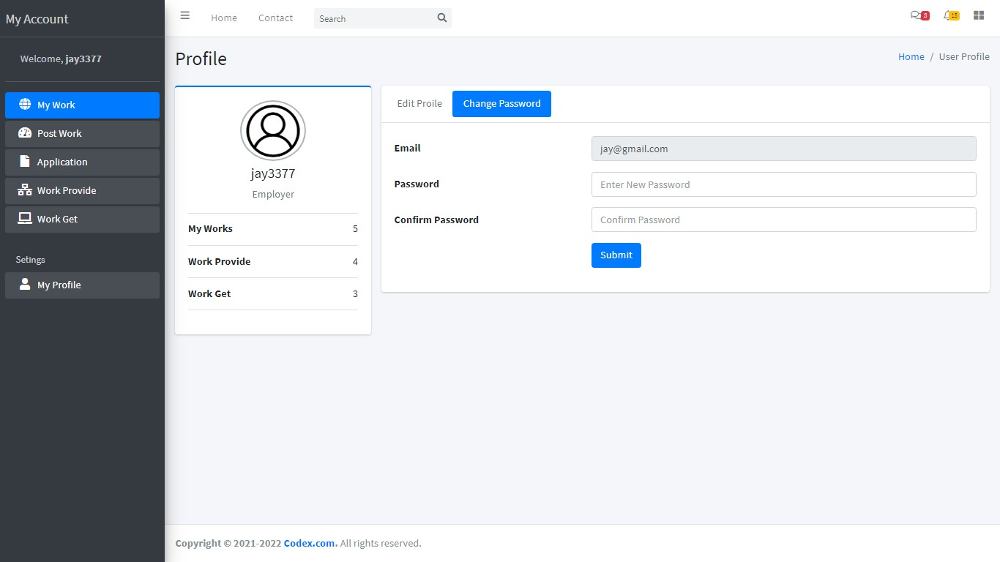 My Account
Welcome, jay3377
My Work
Post Work
Application
Work Provide
Work Get
Setings
My Profile
Home Contact Search 3 15
Profile
Home / User Profile
jay3377
Employer
My Works 5
Work Provide 4
Work Get 3
Edit Proile Change Password
Email jay@gmail.com
Password Enter New Password
Confirm Password Confirm Password
Submit
Copyright © 2021-2022 Codex.com. All rights reserved.